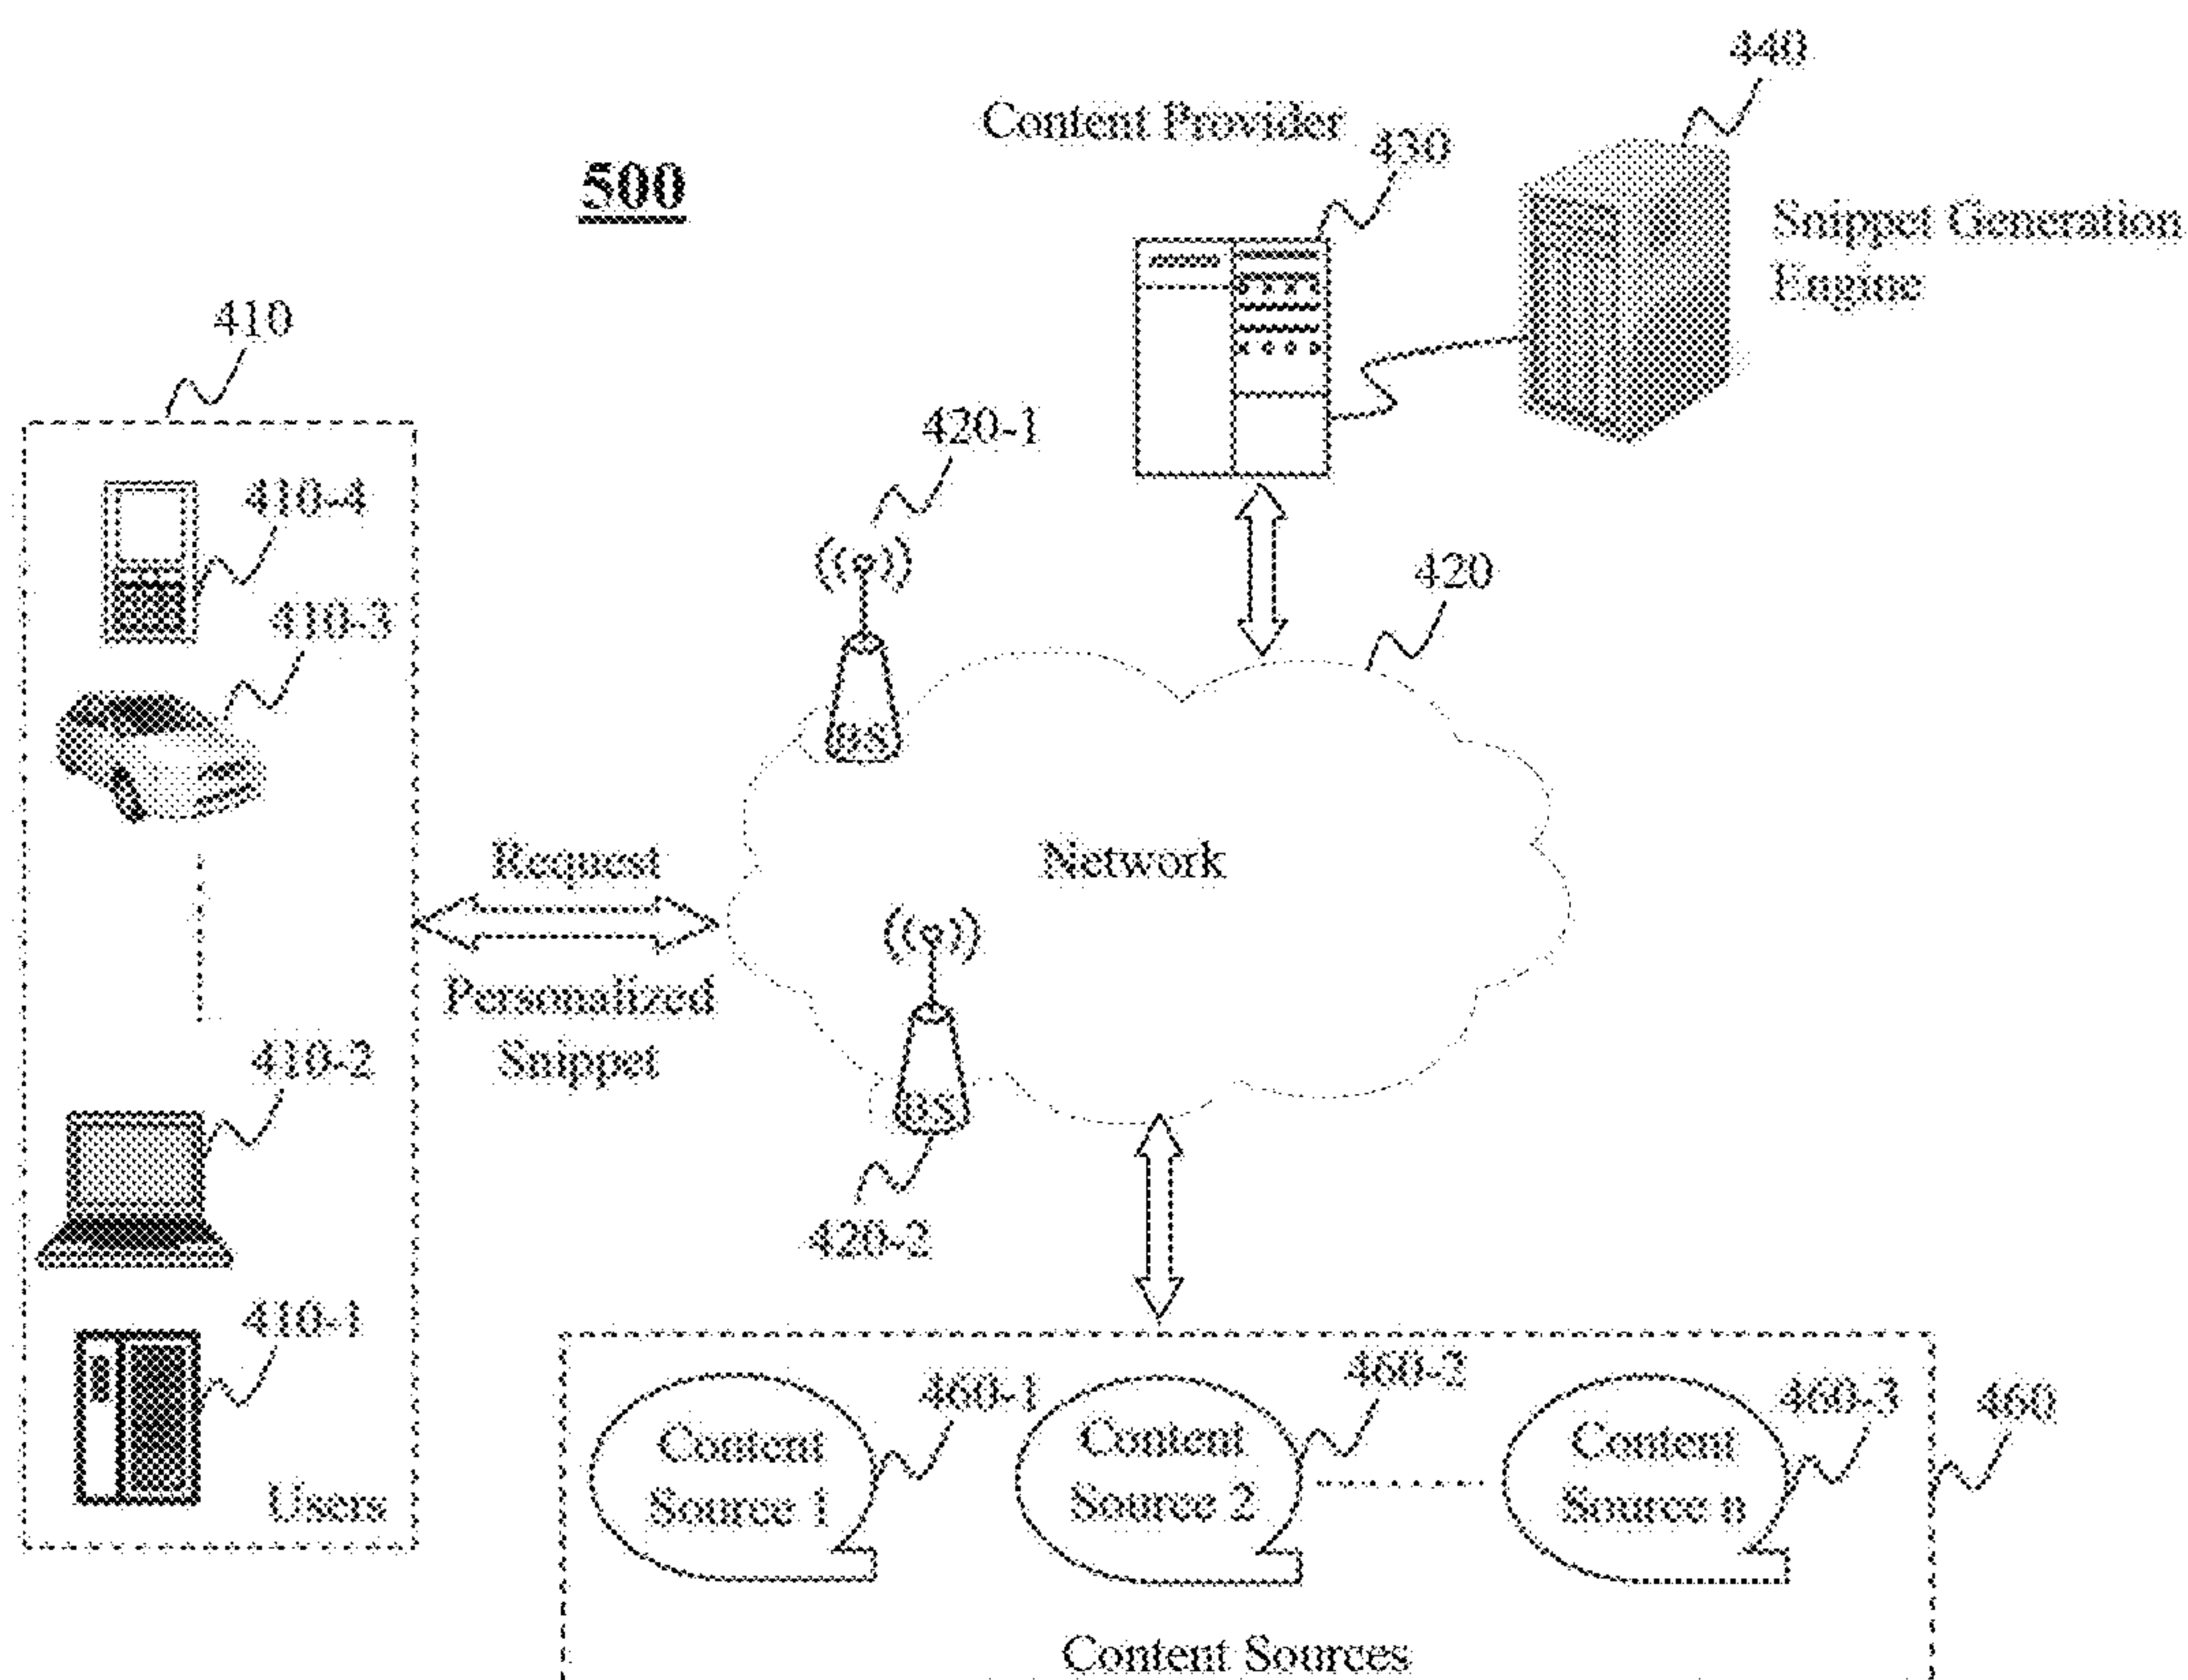 440
Content Provider
430
500
Snippet Generation
Engine
410
420-1
410-4
420
410-3
BS
Request
Network
Personalized
Snippet
410-2
BS
420-2
410-1
460-1
460-2
460-3
460
Content
Source 1
Content
Source 2
Content
Source n
Users
Content Sources